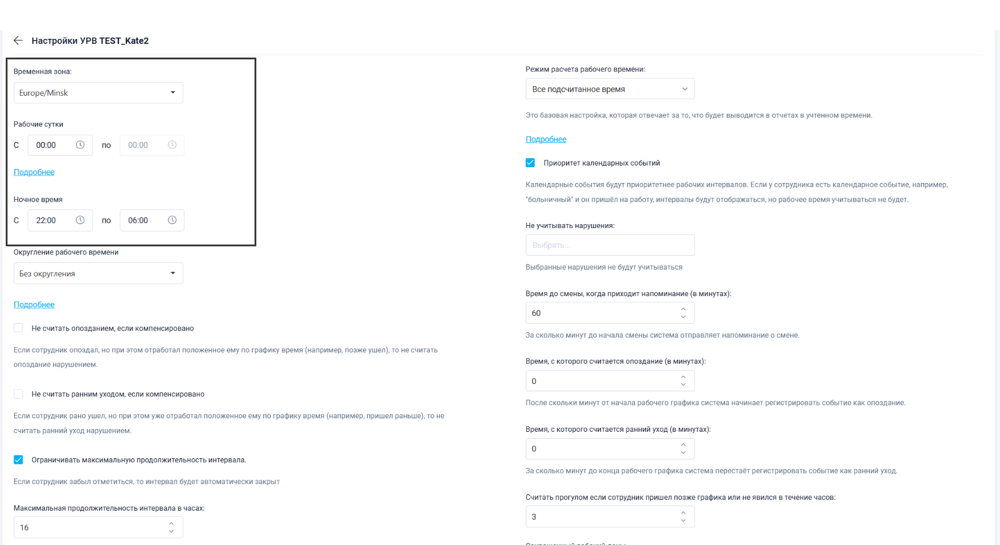 Настройки УРВ TEST_Kate2
Временная зона:
Europe/Minsk
Рабочие сутки
С 00:00 по 00:00
Подробнее
Ночное время
С 22:00 по 06:00
Округление рабочего времени
Без округления
Подробнее
Не считать опозданием, если компенсировано
Если сотрудник опоздал, но при этом отработал положенное ему по графику время (например, позже ушел), то не считать
опоздание нарушением.
Не считать ранним уходом, если компенсировано
Если сотрудник рано ушел, но при этом уже отработал положенное ему по графику время (например, пришел раньше), то не
считать ранний уход нарушением.
Ограничивать максимальную продолжительность интервала.
Если сотрудник забыл отметиться, то интервал будет автоматически закрыт
Максимальная продолжительность интервала в часах:
16
Режим расчета рабочего времени:
Все подсчитанное время
Это базовая настройка, которая отвечает за то, что будет выводится в отчетах в учтенном времени.
Подробнее
Приоритет календарных событий
Календарные события будут приоритетнее рабочих интервалов. Если у сотрудника есть календарное событие, например,
"больничный" и он пришёл на работу, интервалы будут отображаться, но рабочее время учитываться не будет.
Не учитывать нарушения:
Выбрать...
Выбранные нарушения не будут учитываться
Время до смены, когда приходит напоминание (в минутах):
60
За сколько минут до начала смены система отправляет напоминание о смене.
Время, с которого считается опоздание (в минутах):
0
После скольки минут от начала рабочего графика система начинает регистрировать событие как опоздание.
Время, с которого считается ранний уход (в минутах):
0
За сколько минут до конца рабочего графика система перестаёт регистрировать событие как ранний уход.
Считать прогулом если сотрудник пришел позже графика или не явился в течение часов:
3